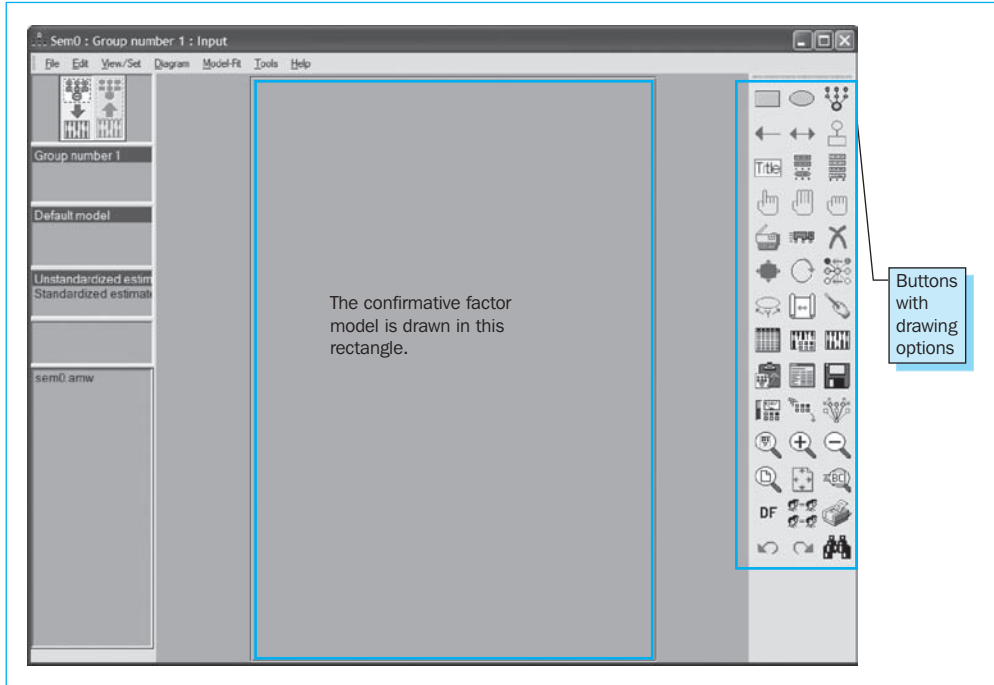 Sem0 : Group number 1 : Input
File Edit View/Set Diagram Model-Fit Tools Help
Group number 1
Default model
Unstandardized estim
Standardized estimat
sem0.amw
The confirmative factor
model is drawn in this
rectangle.
Title
DF
Buttons
with
drawing
options